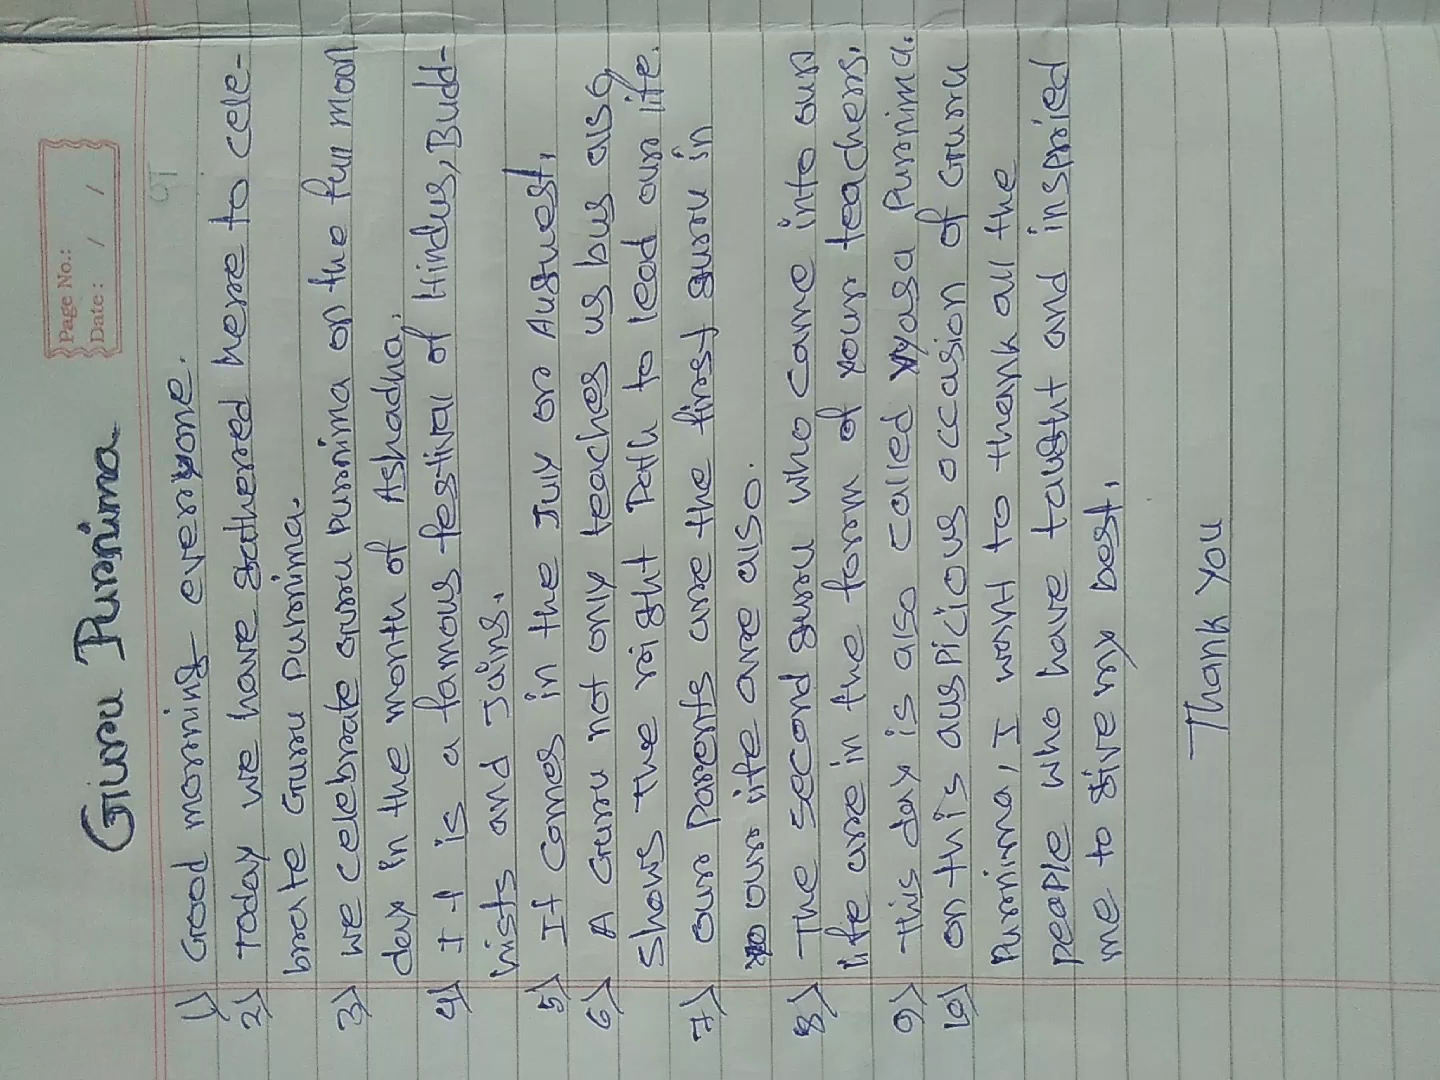 Page No.:
Date: / /
Guru Purnima
1) Good morning everyone.
2) Today we have gathered here to cele-
brate Guru Purnima.
3) We celebrate Guru Purnima on the full moon
day in the month of Ashadha.
4) It is a famous festival of Hindus, Budd-
hists and Jains.
5) It Comes in the July or Auguest.
6) A Guru not only teaches us bus also
shows the right Path to lead our life.
7) Our Parents are the first guru in
our life are also.
8) The second guru who came into our
life are in the form of your teachers.
9) This day is also called vyasa Purnima.
10) on this auspicious occasion of Guru
Purnima, I want to thank all the
people who have taught and inspried
me to give my best.
Thank you